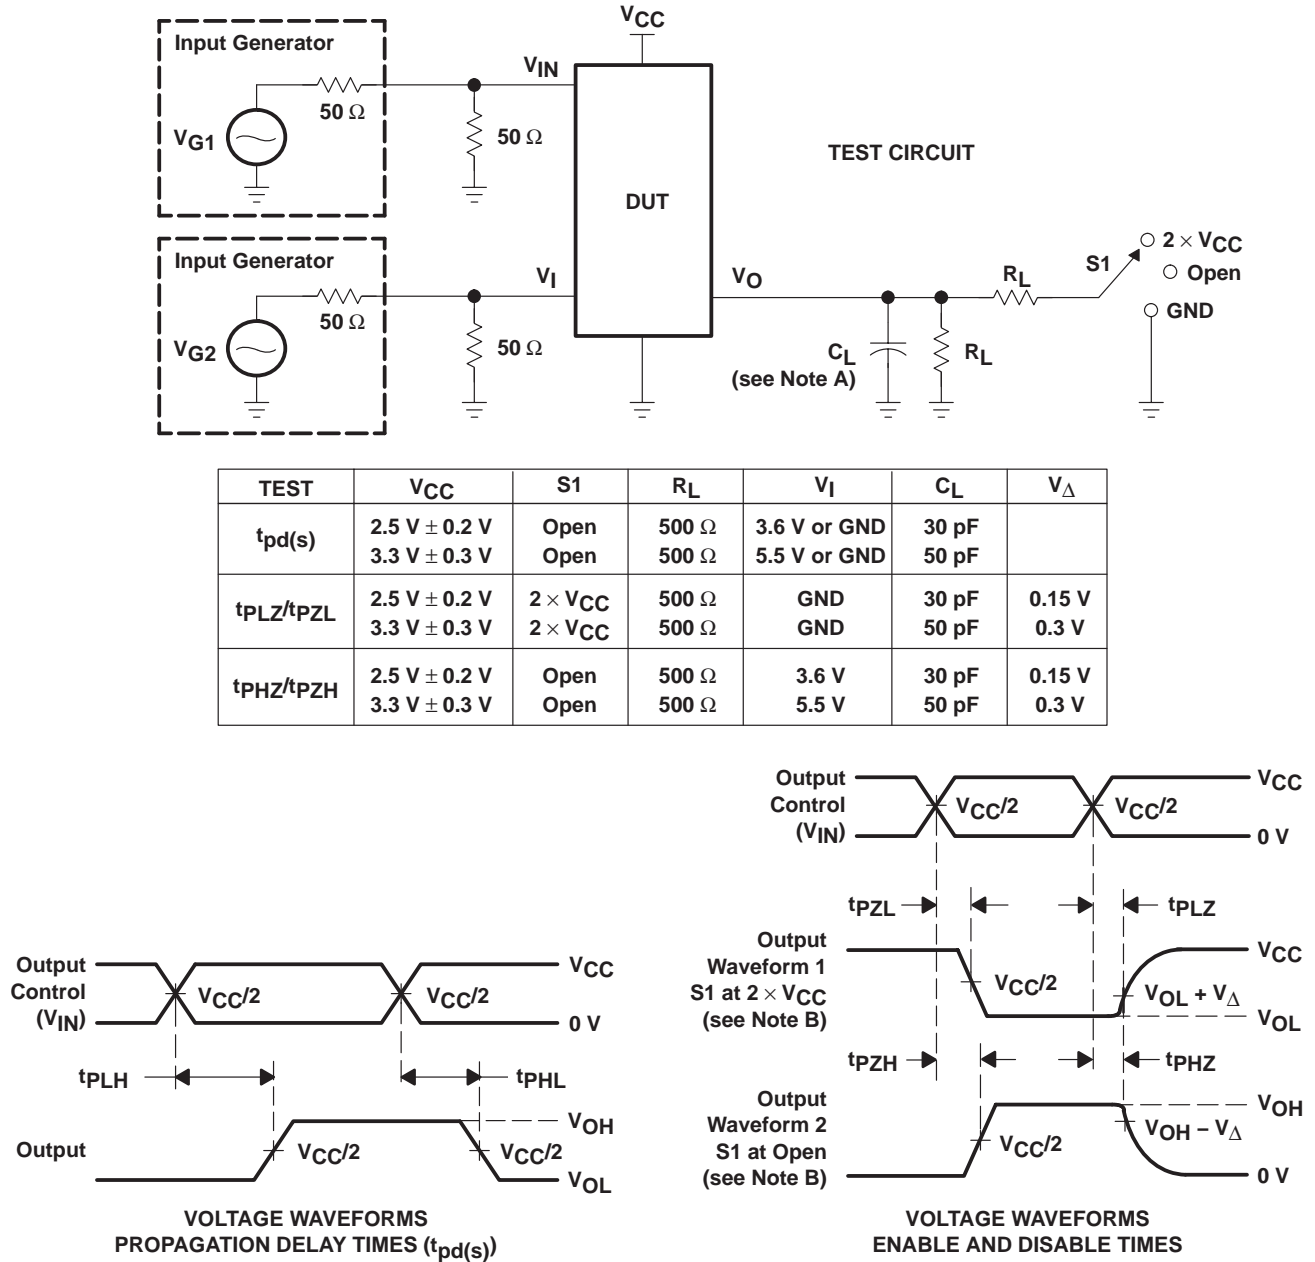 VCC
Input Generator
VIN
50 Ω
VG1
50 Ω
TEST CIRCUIT
DUT
Input Generator
VI
50 Ω
VG2
50 Ω
VO
RL
S1
2 × VCC
Open
GND
CL
(see Note A)
RL
TEST VCC S1 RL VI CL VΔ
tpd(s) 2.5 V ± 0.2 V Open 500 Ω 3.6 V or GND 30 pF
3.3 V ± 0.3 V Open 500 Ω 5.5 V or GND 50 pF
tPLZ/tPZL 2.5 V ± 0.2 V 2 × VCC 500 Ω GND 30 pF 0.15 V
3.3 V ± 0.3 V 2 × VCC 500 Ω GND 50 pF 0.3 V
tPHZ/tPZH 2.5 V ± 0.2 V Open 500 Ω 3.6 V 30 pF 0.15 V
3.3 V ± 0.3 V Open 500 Ω 5.5 V 50 pF 0.3 V
Output
Control
(VIN)
VCC/2
VCC/2
VCC
0 V
tPLH
tPHL
Output
VCC/2
VCC/2
VOH
VOL
VOLTAGE WAVEFORMS
PROPAGATION DELAY TIMES (tpd(s))
Output
Control
(VIN)
VCC/2
VCC/2
VCC
0 V
tPZL
tPLZ
Output
Waveform 1
S1 at 2 × VCC
(see Note B)
VCC/2
VCC
VOL + VΔ
VOL
tPZH
tPHZ
Output
Waveform 2
S1 at Open
(see Note B)
VCC/2
VOH
VOH − VΔ
0 V
VOLTAGE WAVEFORMS
ENABLE AND DISABLE TIMES